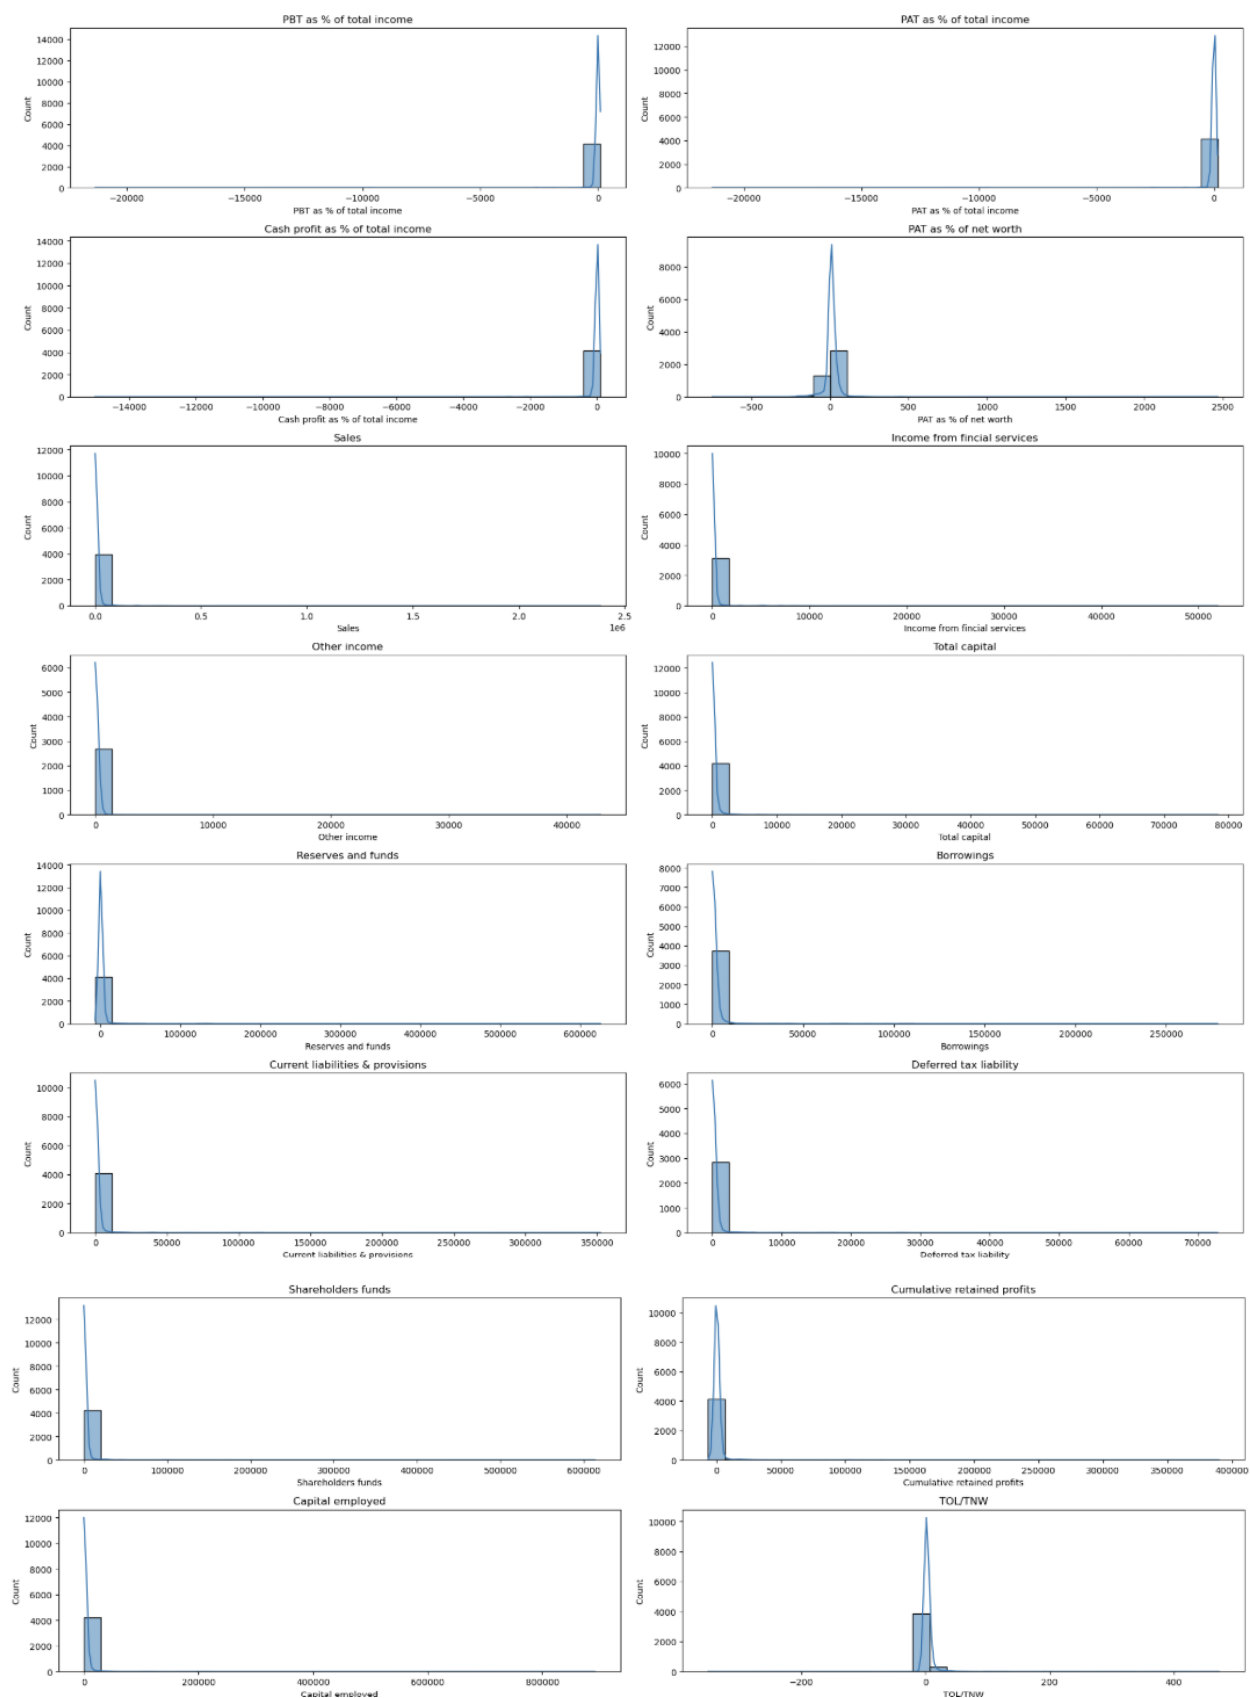 PBT as % of total income
Count
14000
12000
10000
8000
6000
4000
2000
0
−20000 −15000 −10000 −5000 0
PBT as % of total income
PAT as % of total income
Count
12000
10000
8000
6000
4000
2000
0
−20000 −15000 −10000 −5000 0
PAT as % of total income
Cash profit as % of total income
Count
14000
12000
10000
8000
6000
4000
2000
0
−14000 −12000 −10000 −8000 −6000 −4000 −2000 0
Cash profit as % of total income
PAT as % of net worth
Count
8000
6000
4000
2000
0
−500 0 500 1000 1500 2000 2500
PAT as % of net worth
Sales
Count
12000
10000
8000
6000
4000
2000
0
0.0 0.5 1.0 1.5 2.0 2.5
1e6
Sales
Income from fincial services
Count
10000
8000
6000
4000
2000
0
0 10000 20000 30000 40000 50000
Income from fincial services
Other income
Count
6000
5000
4000
3000
2000
1000
0
0 10000 20000 30000 40000
Other income
Total capital
Count
12000
10000
8000
6000
4000
2000
0
0 10000 20000 30000 40000 50000 60000 70000 80000
Total capital
Reserves and funds
Count
14000
12000
10000
8000
6000
4000
2000
0
0 100000 200000 300000 400000 500000 600000
Reserves and funds
Borrowings
Count
8000
7000
6000
5000
4000
3000
2000
1000
0
0 50000 100000 150000 200000 250000
Borrowings
Current liabilities & provisions
Count
10000
8000
6000
4000
2000
0
0 50000 100000 150000 200000 250000 300000 350000
Current liabilities & provisions
Deferred tax liability
Count
6000
5000
4000
3000
2000
1000
0
0 10000 20000 30000 40000 50000 60000 70000
Deferred tax liability
Shareholders funds
Count
12000
10000
8000
6000
4000
2000
0
0 100000 200000 300000 400000 500000 600000
Shareholders funds
Cumulative retained profits
Count
10000
8000
6000
4000
2000
0
0 50000 100000 150000 200000 250000 300000 350000 400000
Cumulative retained profits
Capital employed
Count
12000
10000
8000
6000
4000
2000
0
0 200000 400000 600000 800000
Capital employed
TOL/TNW
Count
10000
8000
6000
4000
2000
0
−200 0 200 400
TOL/TNW